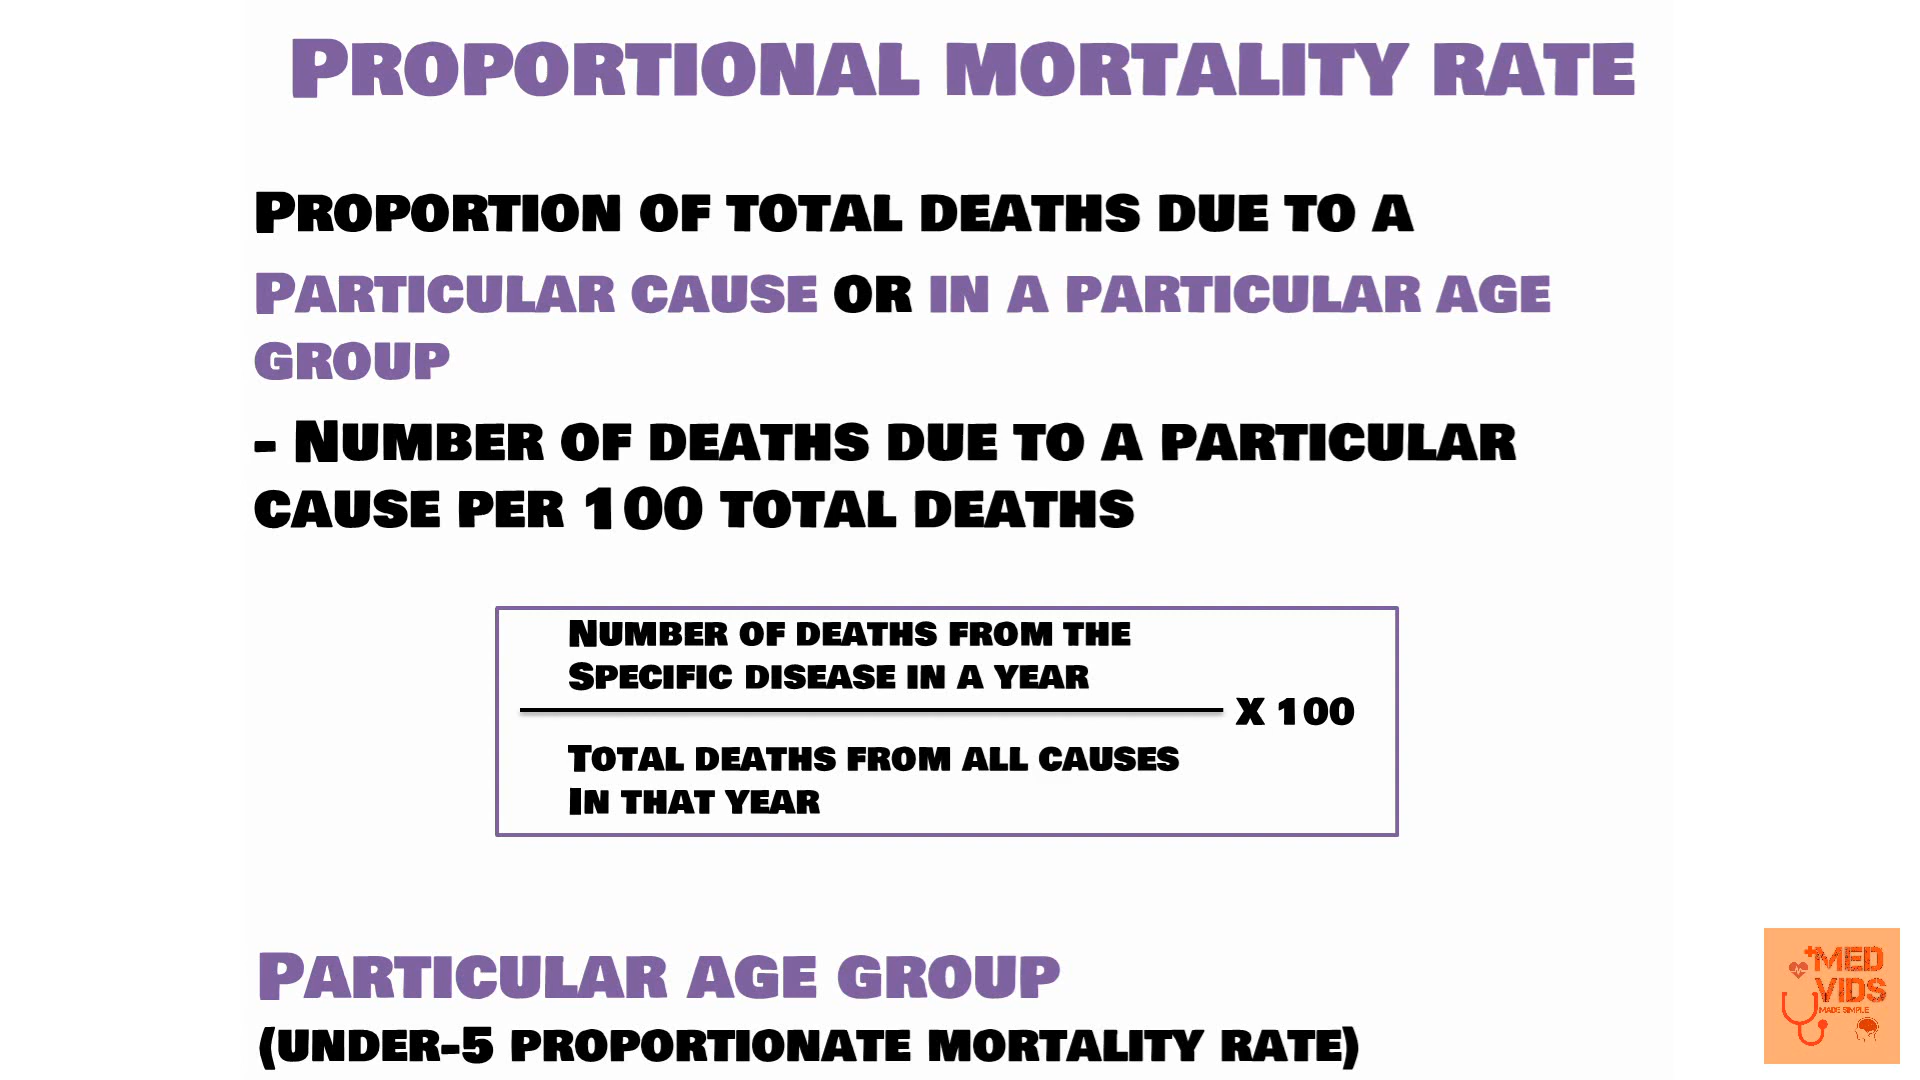 Proportional mortality rate
Proportion of total deaths due to a
Particular cause or in a particular age
group
- Number of deaths due to a particular
cause per 100 total deaths
Number of deaths from the
Specific disease in a year
X 100
Total deaths from all causes
In that year
Particular age group
(under-5 proportionate mortality rate)
MED
VIDS
MADE SIMPLE